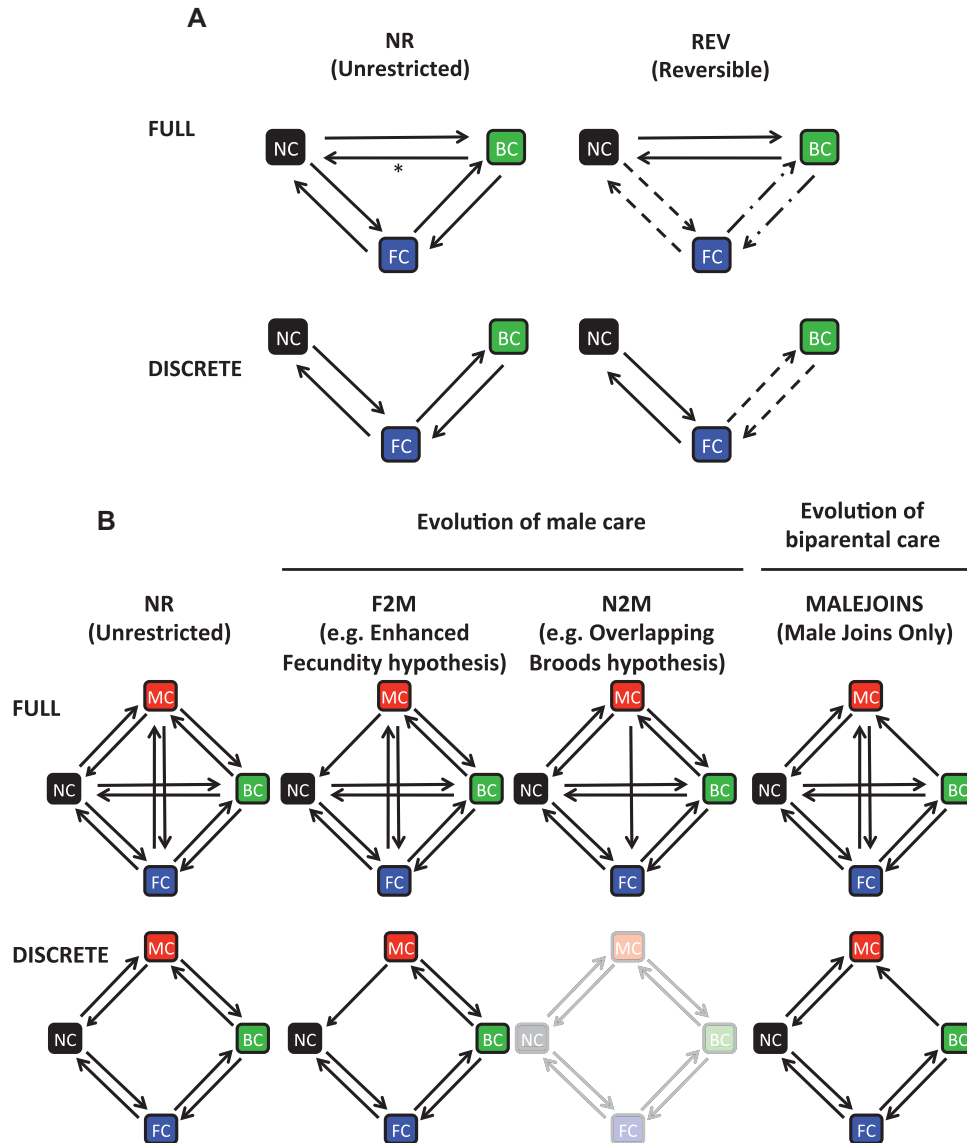 A
NR
(Unrestricted)
REV
(Reversible)
FULL
NC
BC
*
FC
NC
BC
FC
DISCRETE
NC
BC
FC
NC
BC
FC
B
Evolution of male care
Evolution of
biparental care
NR
(Unrestricted)
F2M
(e.g. Enhanced
Fecundity hypothesis)
N2M
(e.g. Overlapping
Broods hypothesis)
MALEJOINS
(Male Joins Only)
FULL
MC
NC
BC
FC
MC
NC
BC
FC
MC
NC
BC
FC
MC
NC
BC
FC
DISCRETE
MC
NC
BC
FC
MC
NC
BC
FC
MC
NC
BC
FC
MC
NC
BC
FC